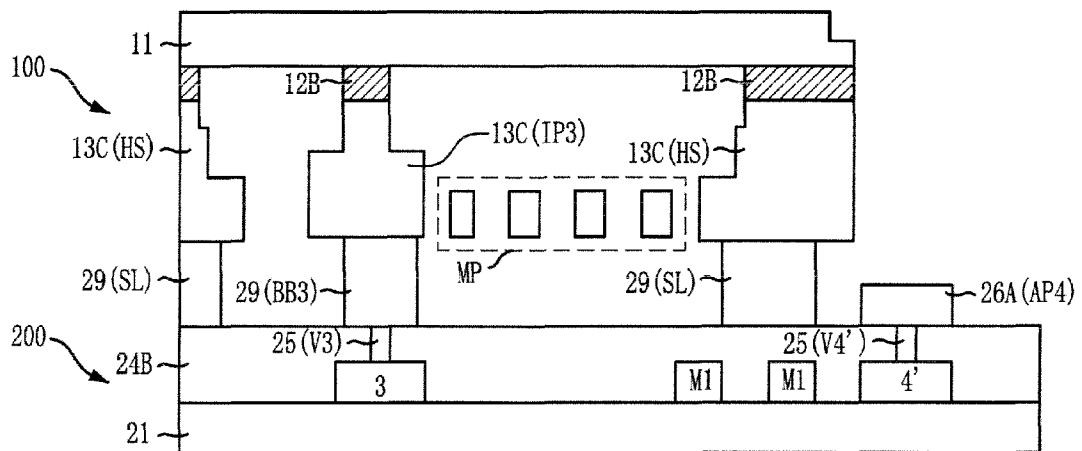 11
100
12B
12B
13C(HS)
13C(IP3)
13C(HS)
MP
29(SL)
29(BB3)
29(SL)
26A(AP4)
200
24B
25(V3)
25(V4')
3
M1
M1
4'
21